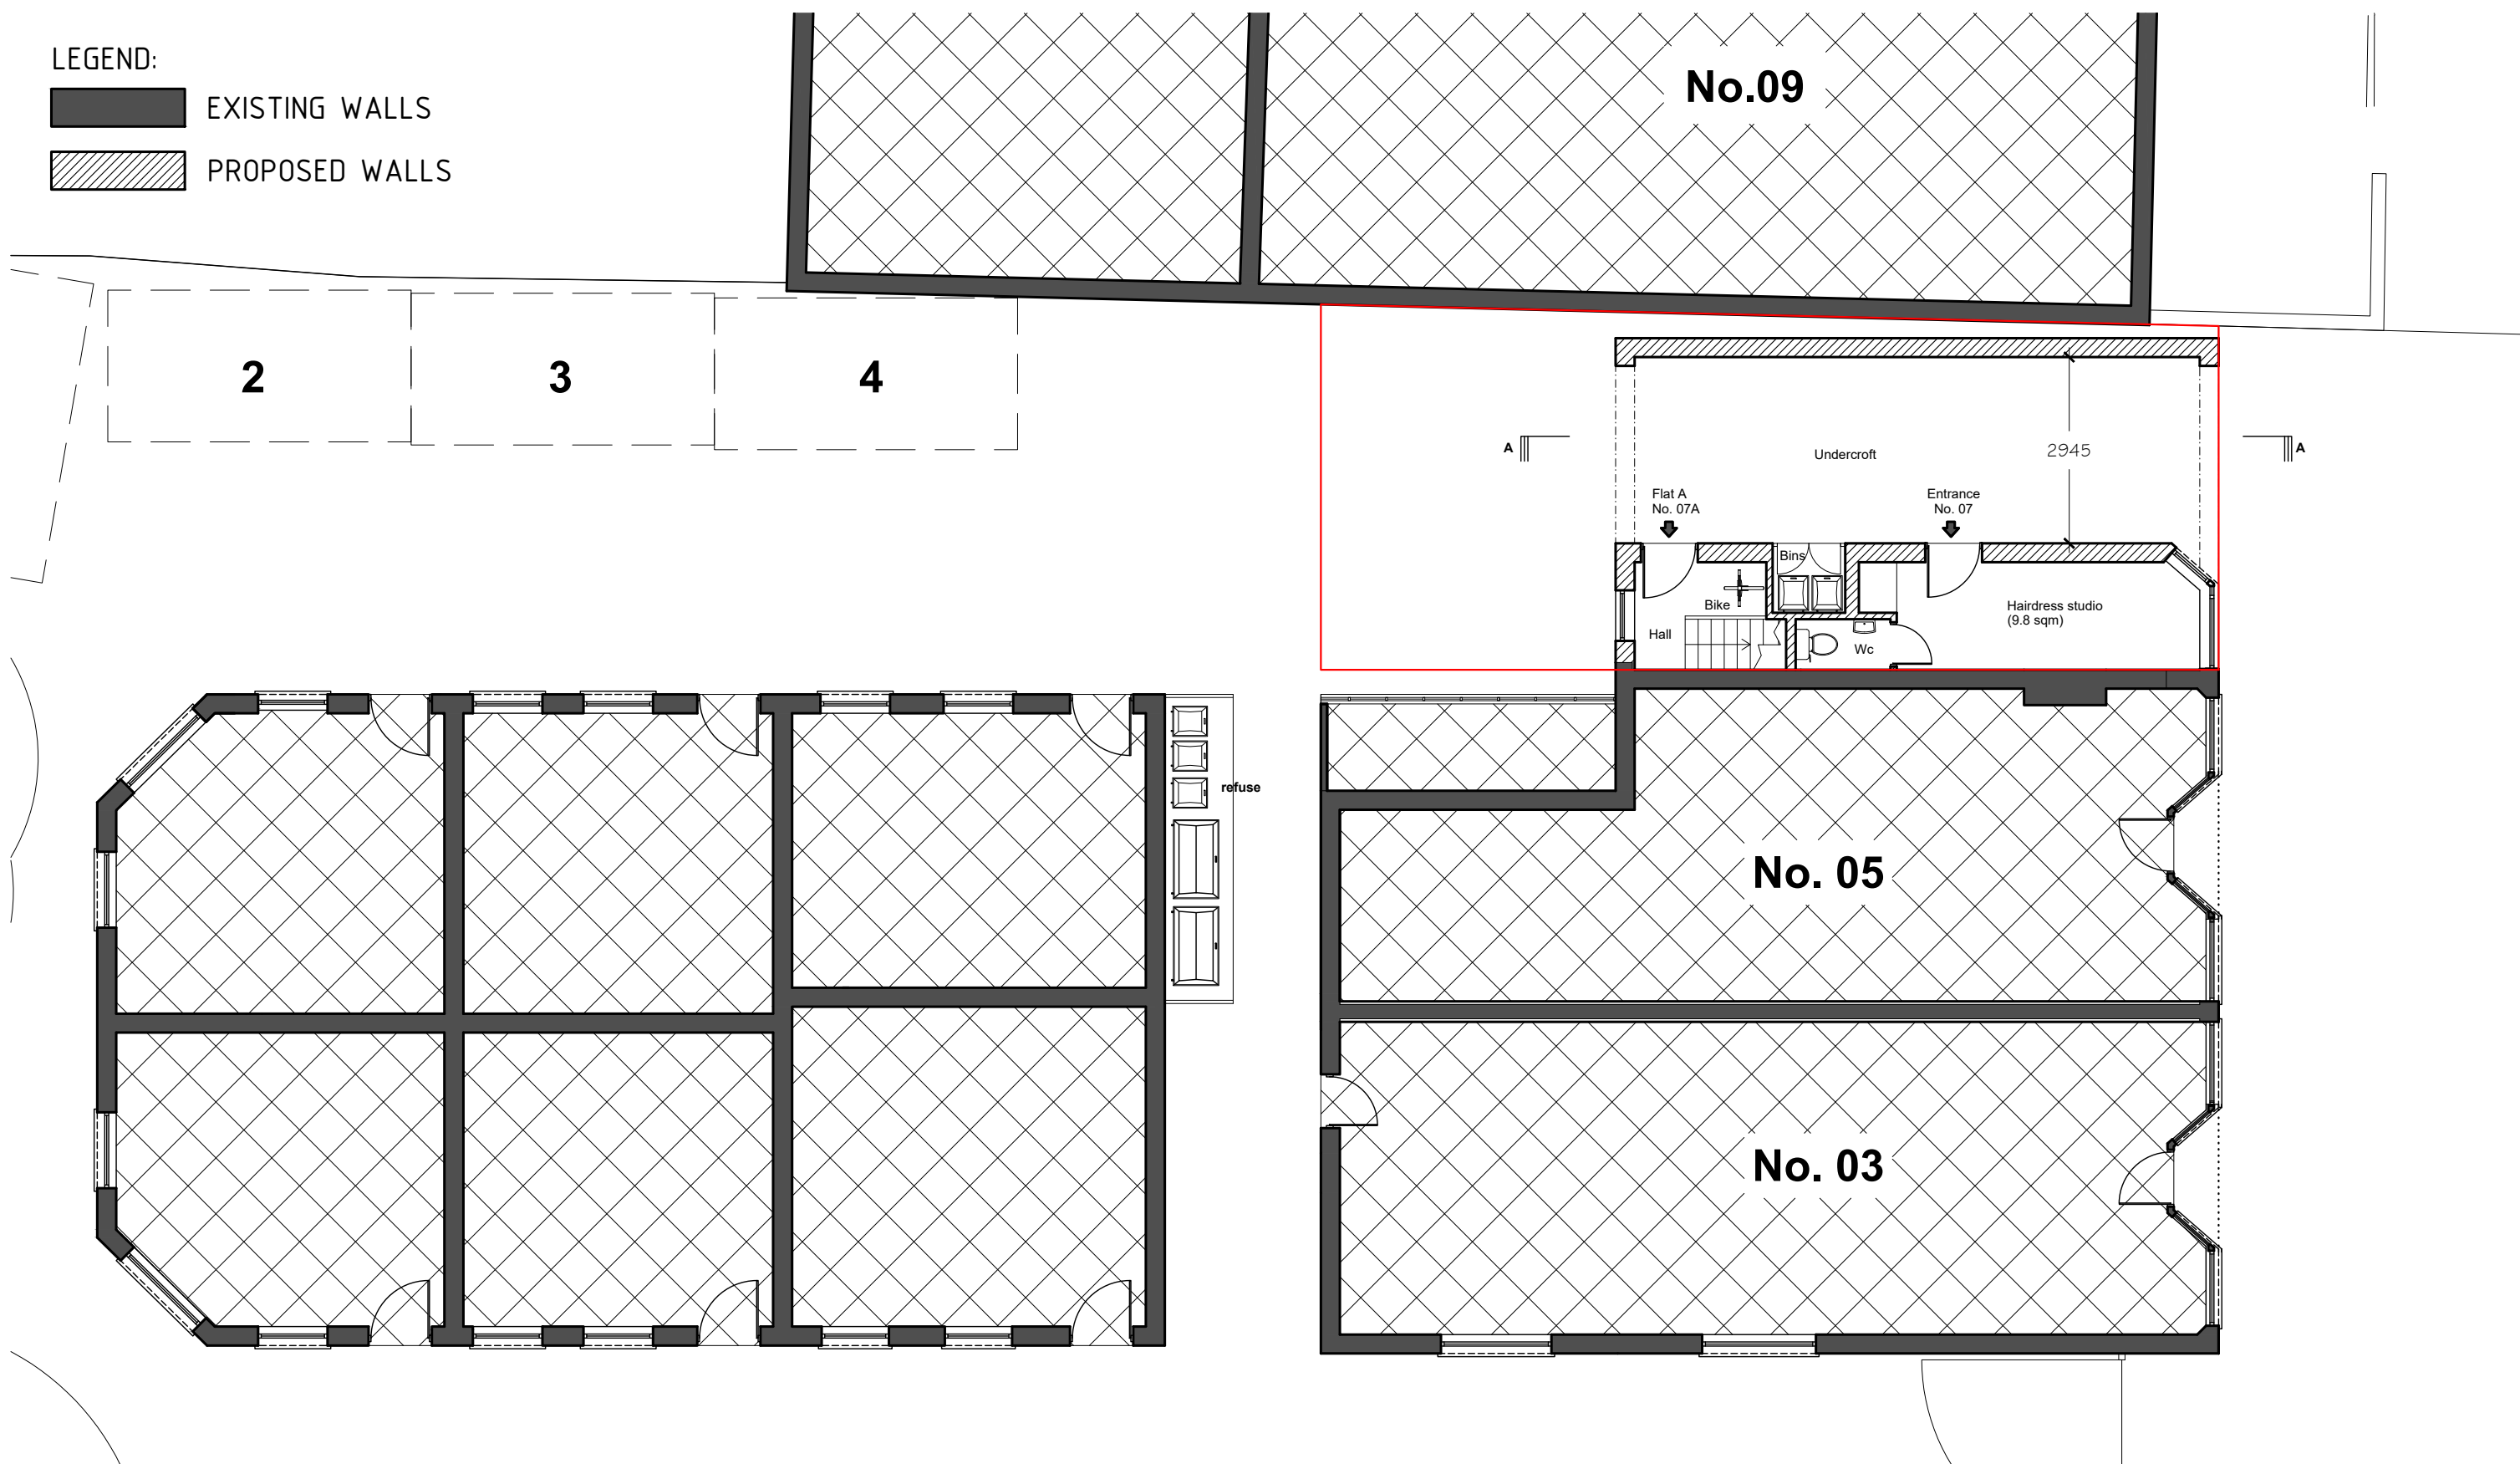 LEGEND:
EXISTING WALLS
PROPOSED WALLS
No.09
2
3
4
A
A
Undercroft
2945
Flat A
No. 07A
Entrance
No. 07
Bins
Bike
Hall
Wc
Hairdress studio
(9.8 sqm)
refuse
No. 05
No. 03